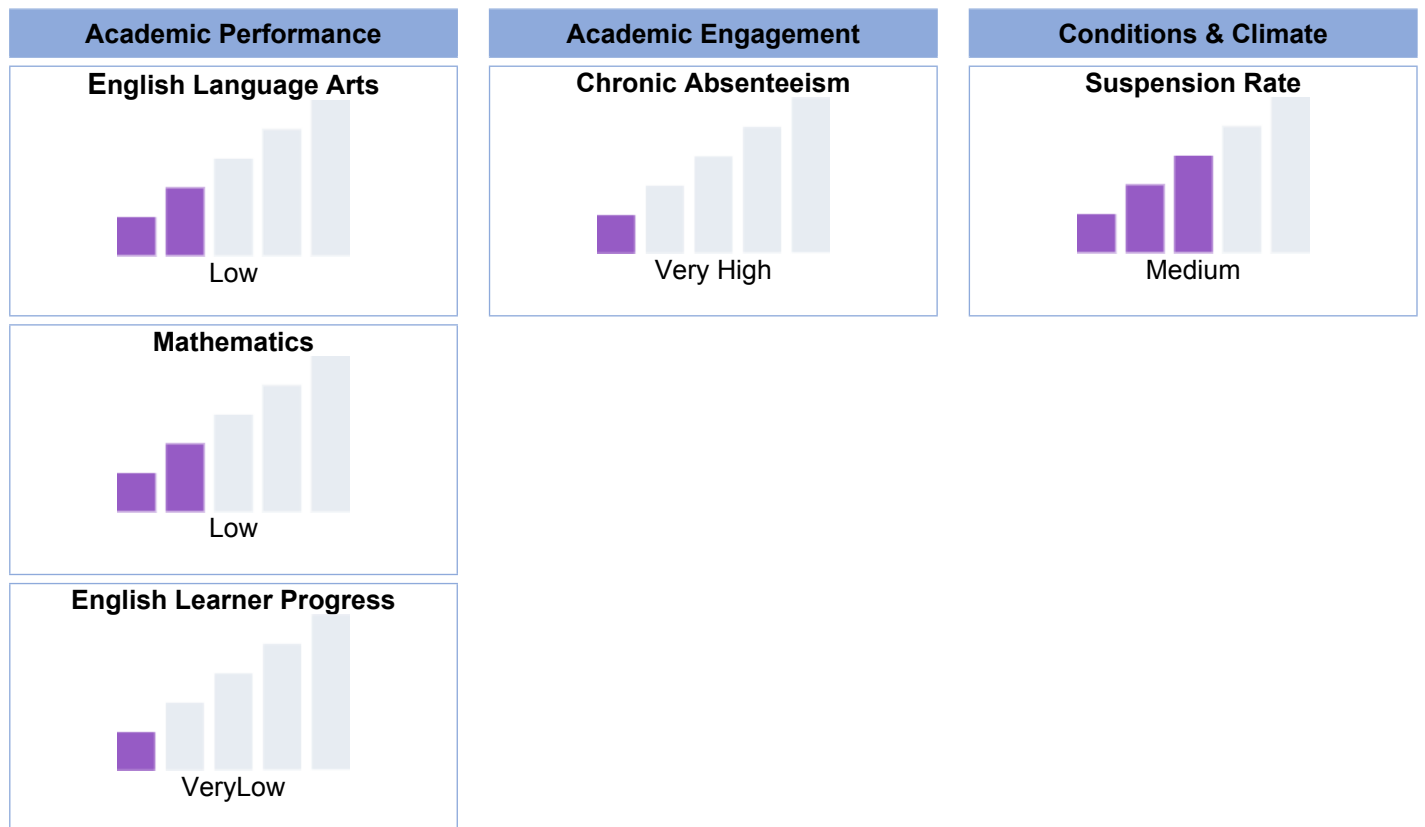 Academic Performance
English Language Arts
Low
Mathematics
Low
English Learner Progress
VeryLow
Academic Engagement
Chronic Absenteeism
Very High
Conditions & Climate
Suspension Rate
Medium